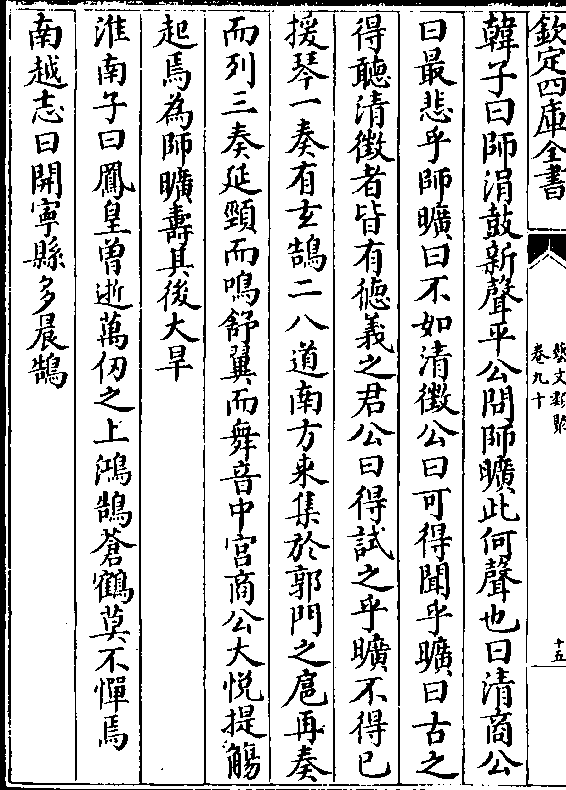 欽定四庫全書
藝文類聚
卷九十
十五
韓子曰師涓鼓新聲平公問師曠此何聲也曰清商公
曰最悲乎師曠曰不如清徵公曰可得聞乎曠曰古之
得聽清徵者皆有德義之君公曰得試之乎曠不得已
援琴一奏有玄鵠二八道南方來集於郭門之扈再奏
而列三奏延頸而鳴舒翼而舞音中宮商公大悅提觴
起焉為師曠壽其後大旱
淮南子曰鳳皇曾逝萬仞之上鴻鵠蒼鶴莫不憚焉
南越志曰開寧縣多晨鵠